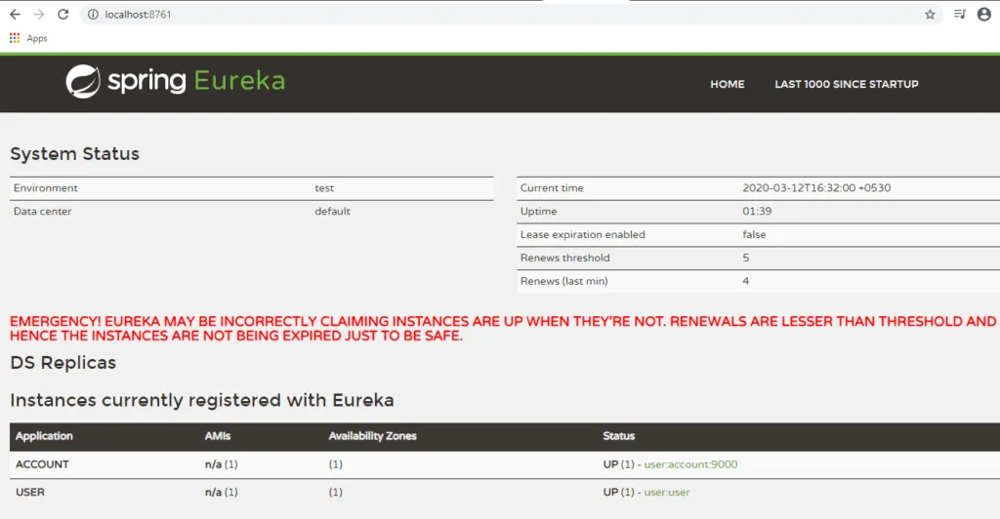 localhost:8761
Apps
spring Eureka
HOME LAST 1000 SINCE STARTUP
System Status
Environment test
Data center default
Current time 2020-03-12T16:32:00 +0530
Uptime 01:39
Lease expiration enabled false
Renews threshold 5
Renews (last min) 4
EMERGENCY! EUREKA MAY BE INCORRECTLY CLAIMING INSTANCES ARE UP WHEN THEY'RE NOT. RENEWALS ARE LESSER THAN THRESHOLD AND
HENCE THE INSTANCES ARE NOT BEING EXPIRED JUST TO BE SAFE.
DS Replicas
Instances currently registered with Eureka
Application AMIs Availability Zones Status
ACCOUNT n/a (1) (1) UP (1) - user:account:9000
USER n/a (1) (1) UP (1) - user:user